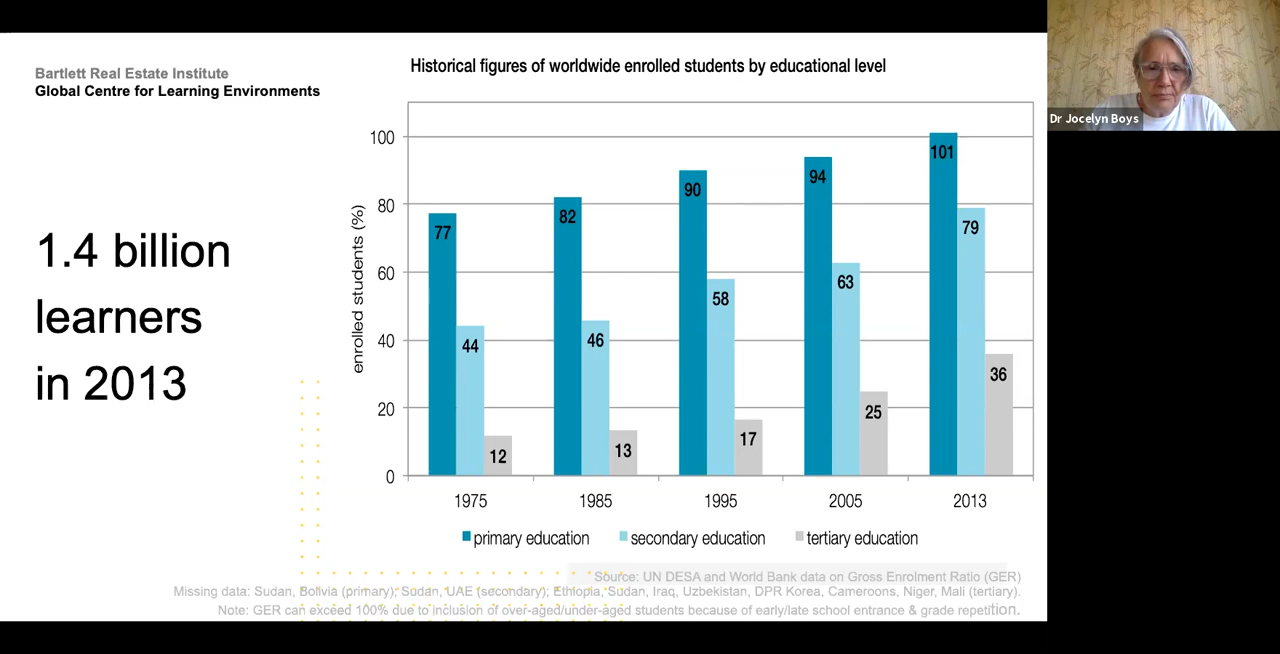 Bartlett Real Estate Institute
Global Centre for Learning Environments
1.4 billion
learners
in 2013
Historical figures of worldwide enrolled students by educational level
enrolled students (%)
100
80
60
40
20
0
77
44
12
82
46
13
90
58
17
94
63
25
101
79
36
1975
1985
1995
2005
2013
primary education
secondary education
tertiary education
Source: UN DESA and World Bank data on Gross Enrolment Ratio (GER)
Missing data: Sudan, Bolivia (primary); Sudan, UAE (secondary); Ethiopia, Sudan, Iraq, Uzbekistan, DPR Korea, Cameroons, Niger, Mali (tertiary).
Note: GER can exceed 100% due to inclusion of over-aged/under-aged students because of early/late school entrance & grade repetition.
Dr Jocelyn Boys